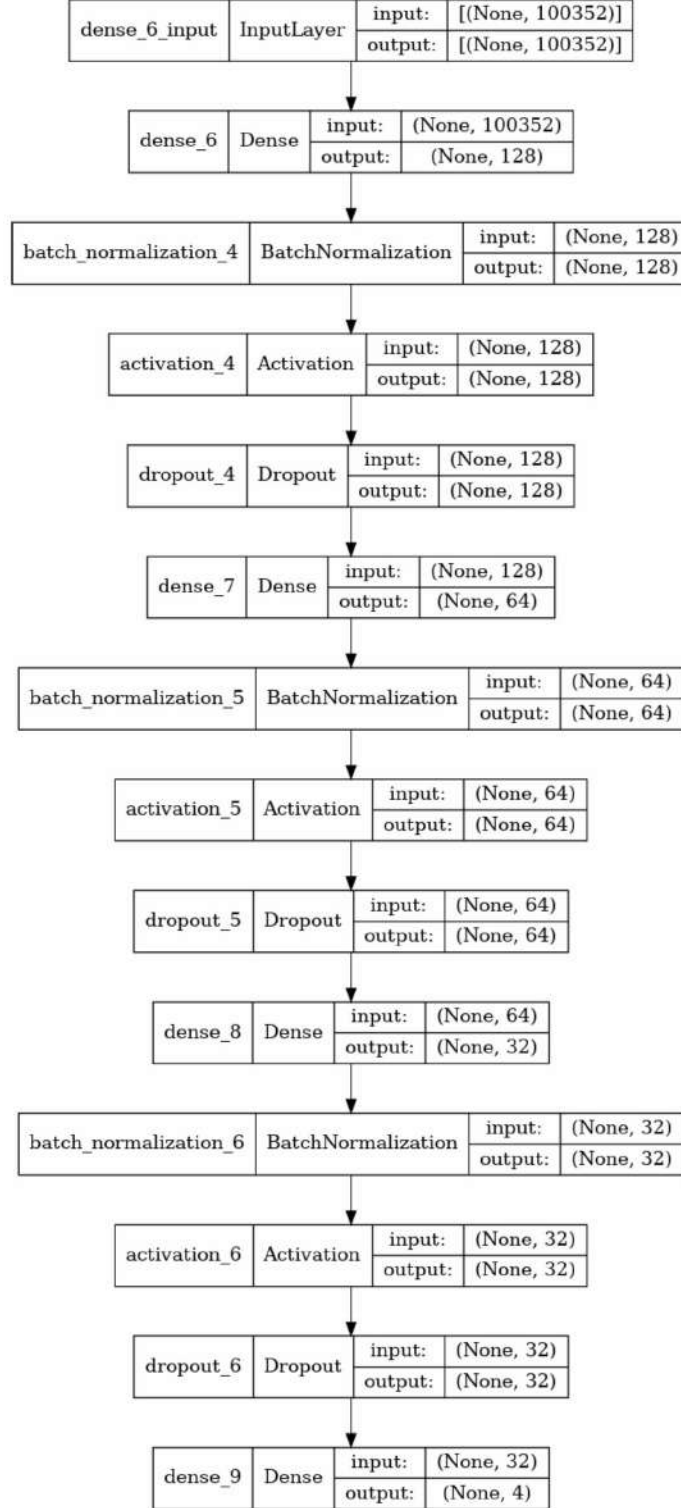 dense_6_input InputLayer input: [(None, 100352)]
output: [(None, 100352)]
dense_6 Dense input: (None, 100352)
output: (None, 128)
batch_normalization_4 BatchNormalization input: (None, 128)
output: (None, 128)
activation_4 Activation input: (None, 128)
output: (None, 128)
dropout_4 Dropout input: (None, 128)
output: (None, 128)
dense_7 Dense input: (None, 128)
output: (None, 64)
batch_normalization_5 BatchNormalization input: (None, 64)
output: (None, 64)
activation_5 Activation input: (None, 64)
output: (None, 64)
dropout_5 Dropout input: (None, 64)
output: (None, 64)
dense_8 Dense input: (None, 64)
output: (None, 32)
batch_normalization_6 BatchNormalization input: (None, 32)
output: (None, 32)
activation_6 Activation input: (None, 32)
output: (None, 32)
dropout_6 Dropout input: (None, 32)
output: (None, 32)
dense_9 Dense input: (None, 32)
output: (None, 4)